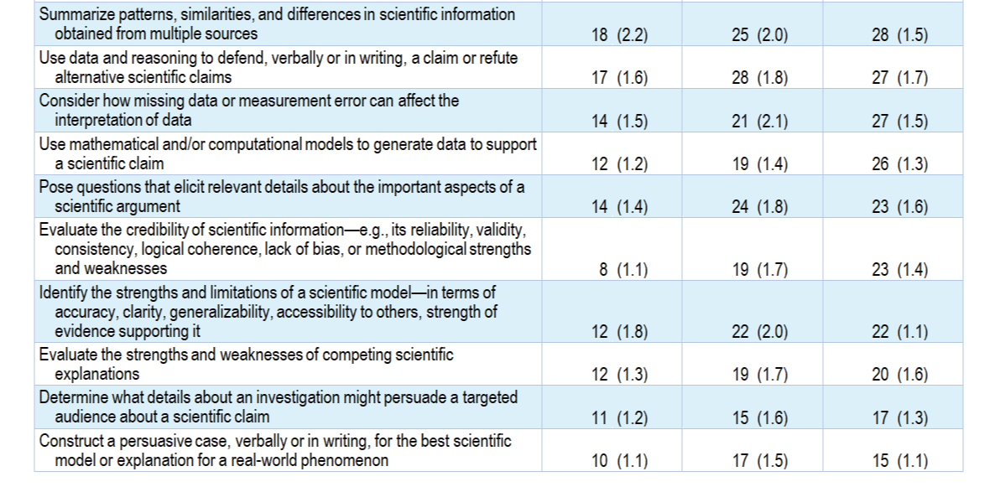 Summarize patterns, similarities, and differences in scientific information
obtained from multiple sources 18 (2.2) 25 (2.0) 28 (1.5)
Use data and reasoning to defend, verbally or in writing, a claim or refute
alternative scientific claims 17 (1.6) 28 (1.8) 27 (1.7)
Consider how missing data or measurement error can affect the
interpretation of data 14 (1.5) 21 (2.1) 27 (1.5)
Use mathematical and/or computational models to generate data to support
a scientific claim 12 (1.2) 19 (1.4) 26 (1.3)
Pose questions that elicit relevant details about the important aspects of a
scientific argument 14 (1.4) 24 (1.8) 23 (1.6)
Evaluate the credibility of scientific information—e.g., its reliability, validity,
consistency, logical coherence, lack of bias, or methodological strengths
and weaknesses 8 (1.1) 19 (1.7) 23 (1.4)
Identify the strengths and limitations of a scientific model—in terms of
accuracy, clarity, generalizability, accessibility to others, strength of
evidence supporting it 12 (1.8) 22 (2.0) 22 (1.1)
Evaluate the strengths and weaknesses of competing scientific
explanations 12 (1.3) 19 (1.7) 20 (1.6)
Determine what details about an investigation might persuade a targeted
audience about a scientific claim 11 (1.2) 15 (1.6) 17 (1.3)
Construct a persuasive case, verbally or in writing, for the best scientific
model or explanation for a real-world phenomenon 10 (1.1) 17 (1.5) 15 (1.1)